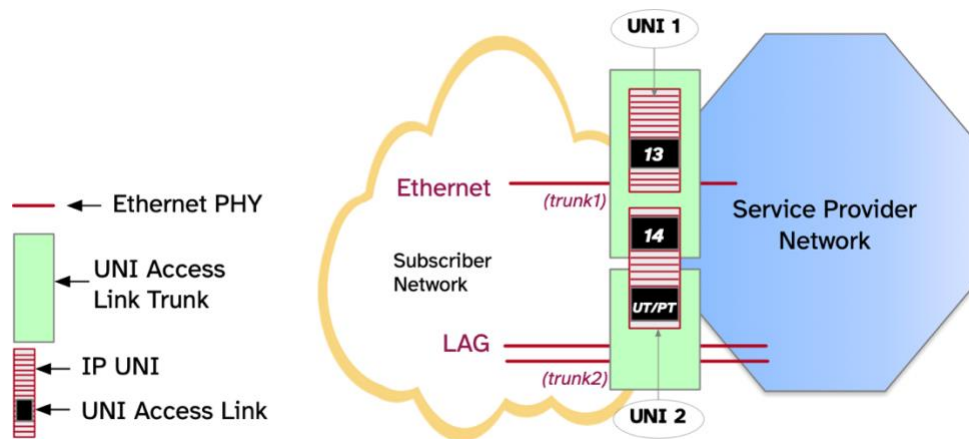 UNI 1
13
Ethernet
(trunk1)
14
Subscriber
Network
UT/PT
LAG
(trunk2)
UNI 2
Service Provider
Network
Ethernet PHY
UNI Access
Link Trunk
IP UNI
UNI Access Link